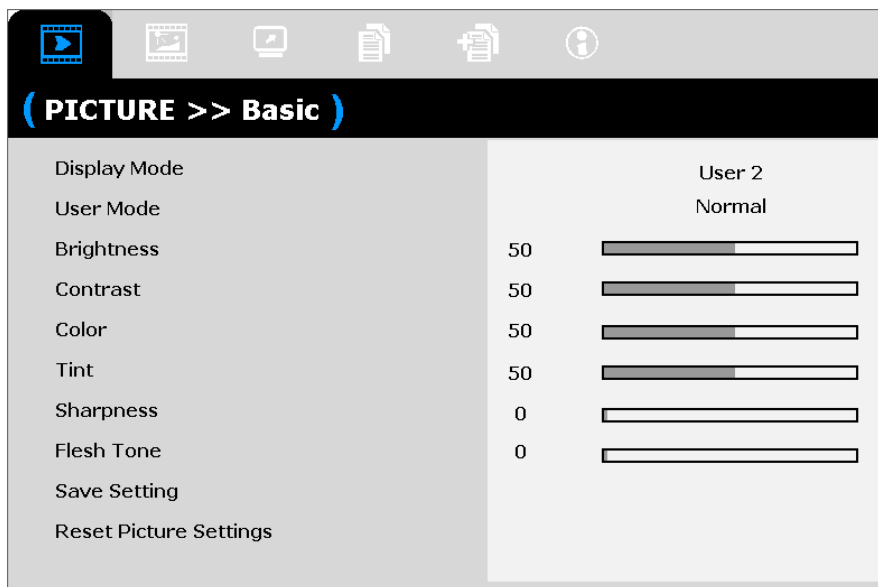 ( PICTURE >> Basic )
Display Mode User 2
User Mode Normal
Brightness 50
Contrast 50
Color 50
Tint 50
Sharpness 0
Flesh Tone 0
Save Setting
Reset Picture Settings